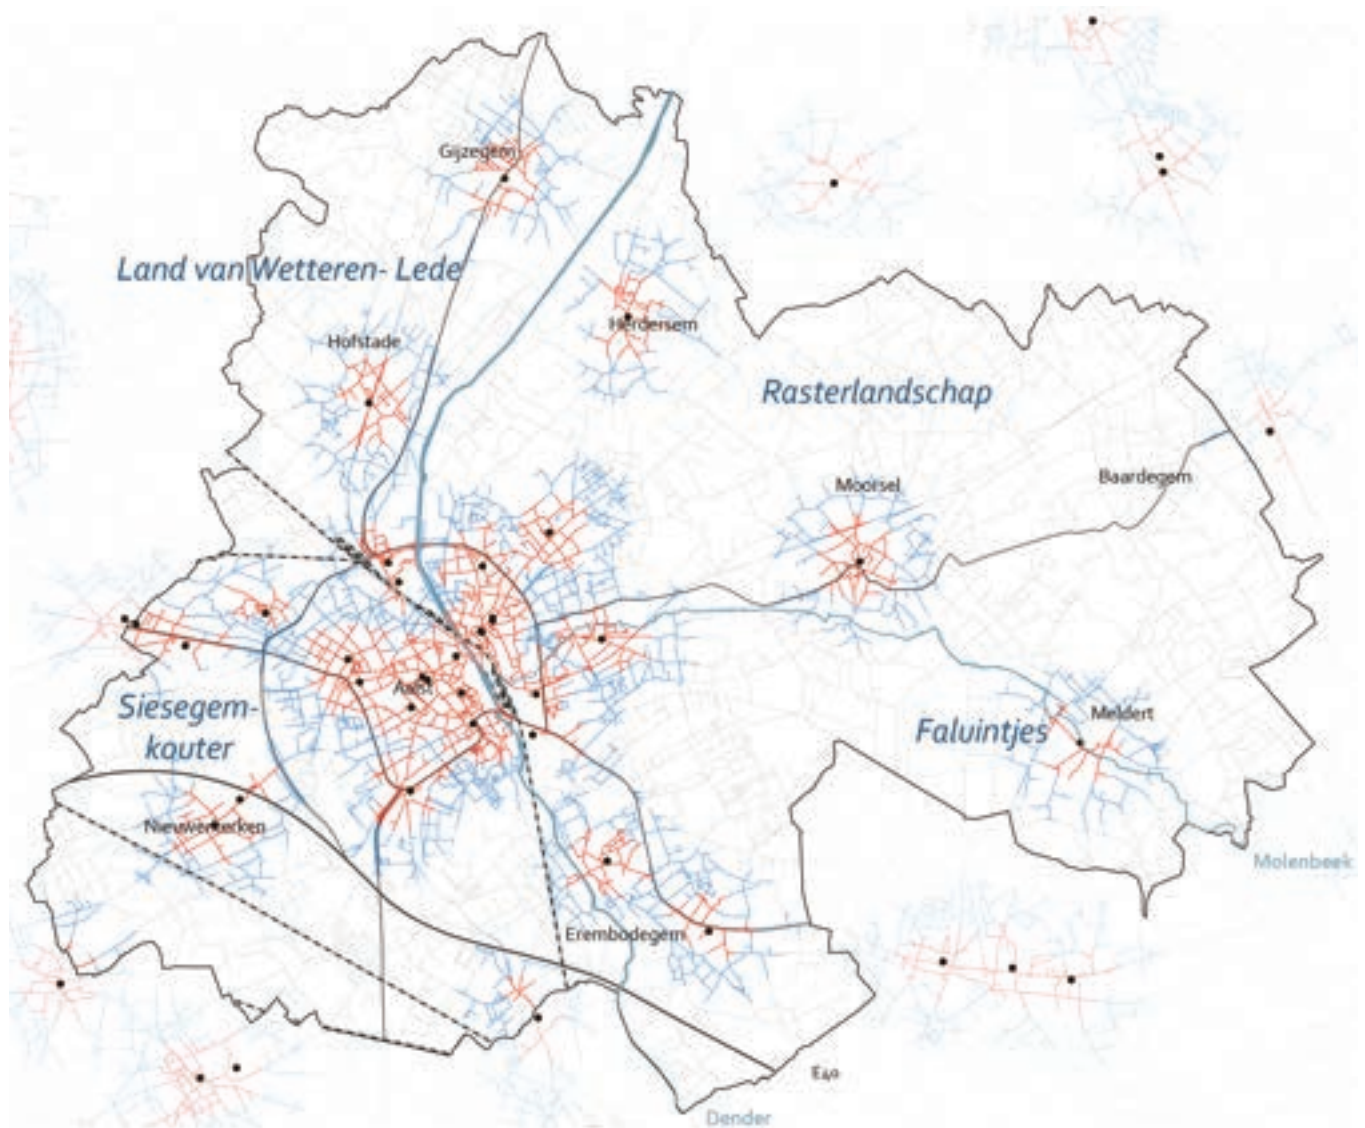 Gijzegem
Land van Wetteren- Lede
Herdersem
Hofstade
Rasterlandschap
Baardegem
Moorsel
Aalst
Siesegem-
kouter
Meldert
Faluintjes
Nieuwerkerken
Molenbeek
Erembodegem
E40
Dender